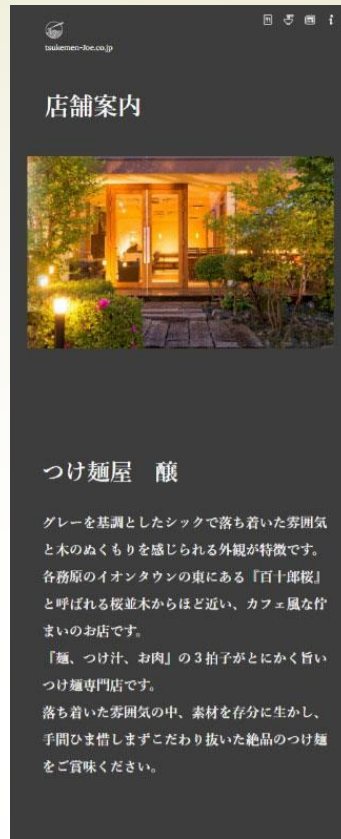 tsukemen-Joe.co.jp
店舗案内
つけ麺屋　醸
グレーを基調としたシックで落ち着いた雰囲気
と木のぬくもりを感じられる外観が特徴です。
各務原のイオンタウンの東にある『百十郎桜』
と呼ばれる桜並木からほど近い、カフェ風な佇
まいのお店です。
『麺、つけ汁、お肉』の３拍子がとにかく旨い
つけ麺専門店です。
落ち着いた雰囲気の中、素材を存分に生かし、
手間ひま惜しまずこだわり抜いた絶品のつけ麺
をご賞味ください。